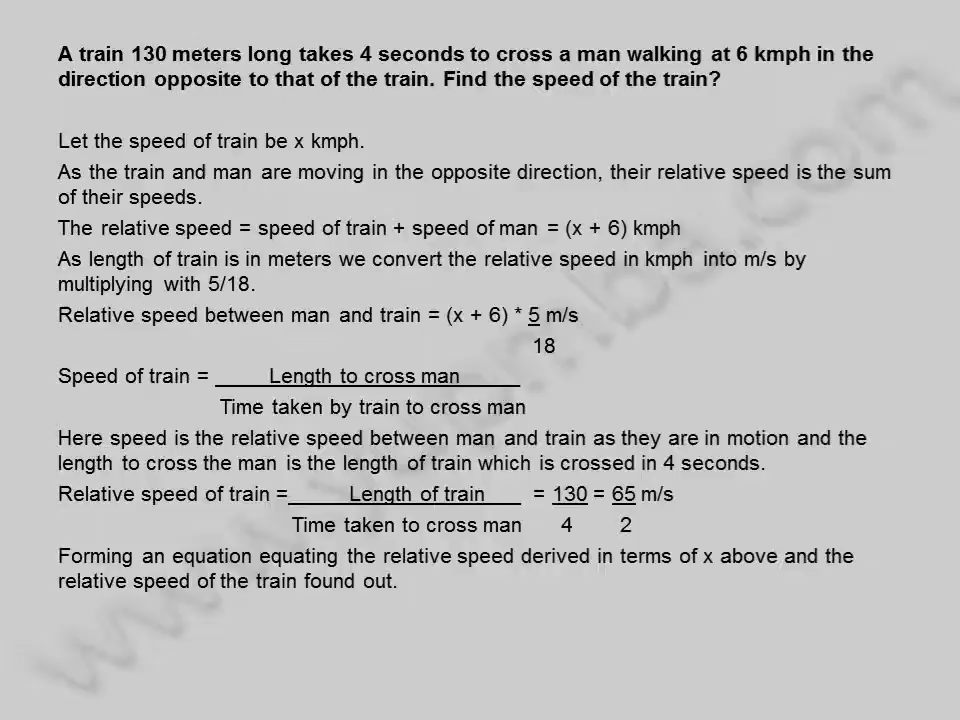 A train 130 meters long takes 4 seconds to cross a man walking at 6 kmph in the
direction opposite to that of the train. Find the speed of the train?
Let the speed of train be x kmph.
As the train and man are moving in the opposite direction, their relative speed is the sum
of their speeds.
The relative speed = speed of train + speed of man = (x + 6) kmph
As length of train is in meters we convert the relative speed in kmph into m/s by
multiplying with 5/18.
Relative speed between man and train = (x + 6) * 5 m/s
18
Speed of train = Length to cross man
Time taken by train to cross man
Here speed is the relative speed between man and train as they are in motion and the
length to cross the man is the length of train which is crossed in 4 seconds.
Relative speed of train = Length of train = 130 = 65 m/s
Time taken to cross man 4 2
Forming an equation equating the relative speed derived in terms of x above and the
relative speed of the train found out.